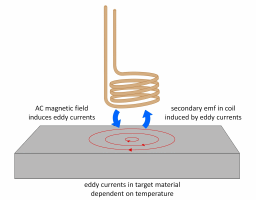 AC magnetic field
induces eddy currents
secondary emf in coil
induced by eddy currents
eddy currents in target material
dependent on temperature